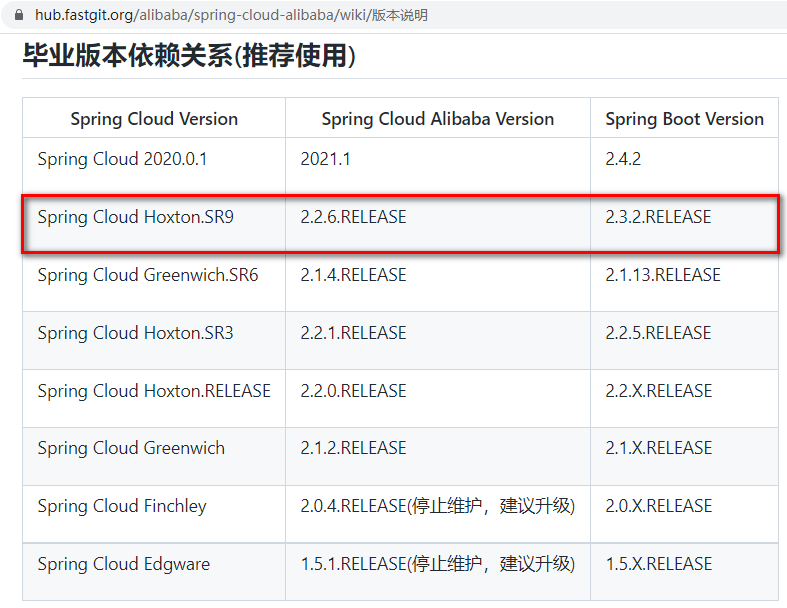 hub.fastgit.org/alibaba/spring-cloud-alibaba/wiki/版本说明
毕业版本依赖关系(推荐使用)
Spring Cloud Version Spring Cloud Alibaba Version Spring Boot Version
Spring Cloud 2020.0.1 2021.1 2.4.2
Spring Cloud Hoxton.SR9 2.2.6.RELEASE 2.3.2.RELEASE
Spring Cloud Greenwich.SR6 2.1.4.RELEASE 2.1.13.RELEASE
Spring Cloud Hoxton.SR3 2.2.1.RELEASE 2.2.5.RELEASE
Spring Cloud Hoxton.RELEASE 2.2.0.RELEASE 2.2.X.RELEASE
Spring Cloud Greenwich 2.1.2.RELEASE 2.1.X.RELEASE
Spring Cloud Finchley 2.0.4.RELEASE(停止维护，建议升级) 2.0.X.RELEASE
Spring Cloud Edgware 1.5.1.RELEASE(停止维护，建议升级) 1.5.X.RELEASE